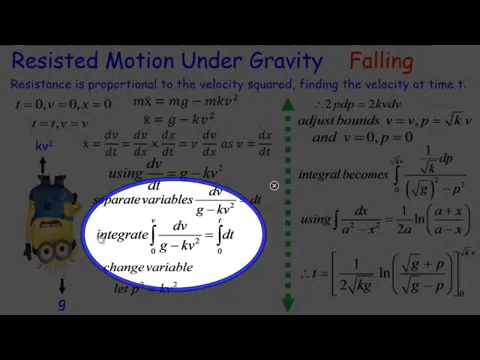 Resisted Motion Under Gravity Falling
Resistance is proportional to the velocity squared, finding the velocity at time t.
t = 0, v = 0, x = 0
t = t, v = v
mẍ = mg − mkv²
ẍ = g − kv²
ẍ = dv/dt = dv/dx × dx/dt = v dv/dx as v = dx/dt
using dv/dt = g − kv²
separate variables dv/(g − kv²) = dt
integrate ∫₀ᵛ dv/(g − kv²) = ∫₀ᵗ dt
change variable
let p² = kv²
kv²
g
∴ 2pdp = 2kvdv
adjust bounds v = v, p = √k v
and v = 0, p = 0
integral becomes ∫₀^(√k v) (1/√k)dp/((√g)² − p²)
using ∫ dx/(a² − x²) = 1/2a ln((a + x)/(a − x))
∴ t = [1/(2√kg) ln((√g + p)/(√g − p))]₀^(√k v)